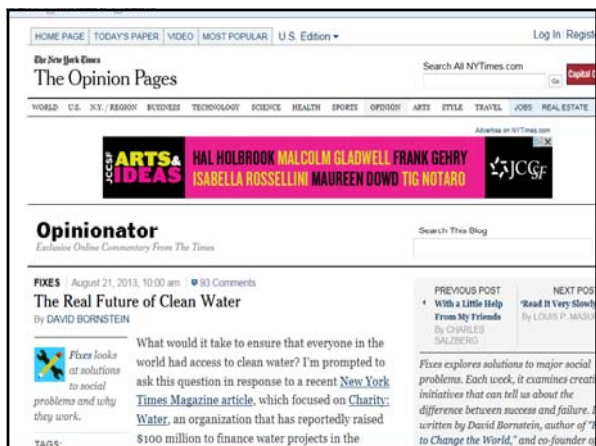 HOME PAGE TODAY'S PAPER VIDEO MOST POPULAR U.S. Edition
Log In Regist
The New York Times
The Opinion Pages
Search All NYTimes.com
Go
Capital
WORLD U.S. N.Y. / REGION BUSINESS TECHNOLOGY SCIENCE HEALTH SPORTS OPINION ARTS STYLE TRAVEL JOBS REAL ESTATE
Advertise on NYTimes.com
JCCSF ARTS & IDEAS
HAL HOLBROOK MALCOLM GLADWELL FRANK GEHRY
ISABELLA ROSSELLINI MAUREEN DOWD TIG NOTARO
JCCSF
Opinionator
Exclusive Online Commentary From The Times
Search This Blog
FIXES August 21, 2013, 10:00 am 93 Comments
The Real Future of Clean Water
By DAVID BORNSTEIN
Fixes looks
at solutions
to social
problems and why
they work.
TAGS:
What would it take to ensure that everyone in the
world had access to clean water? I'm prompted to
ask this question in response to a recent New York
Times Magazine article, which focused on Charity:
Water, an organization that has reportedly raised
$100 million to finance water projects in the
PREVIOUS POST
With a Little Help
From My Friends
By CHARLES
SALZBERG
NEXT POS
'Read It Very Slowly
By LOUIS P. MASU
Fixes explores solutions to major social
problems. Each week, it examines creati
initiatives that can tell us about the
difference between success and failure. I
written by David Bornstein, author of "
to Change the World," and co-founder o